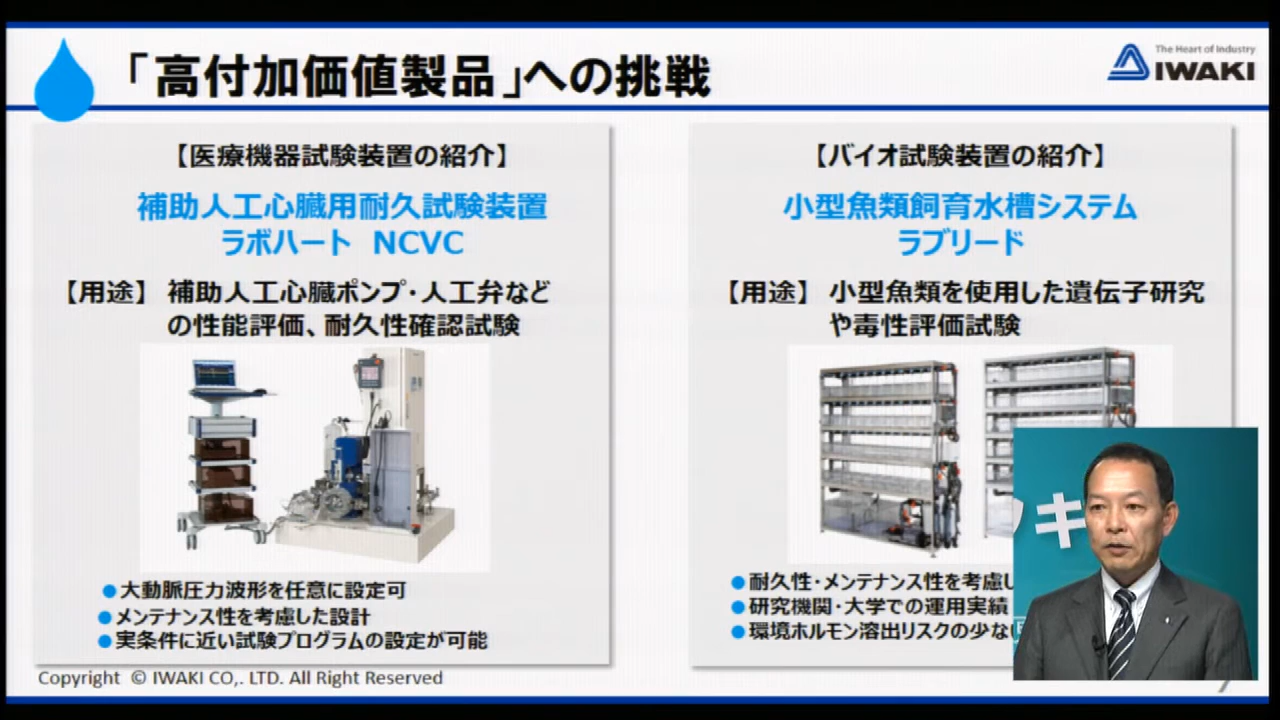 「高付加価値製品」への挑戦
The Heart of Industry
IWAKI
【医療機器試験装置の紹介】
補助人工心臓用耐久試験装置
ラボハート NCVC
【用途】 補助人工心臓ポンプ・人工弁など
の性能評価、耐久性確認試験
●大動脈圧力波形を任意に設定可
●メンテナンス性を考慮した設計
●実条件に近い試験プログラムの設定が可能
【バイオ試験装置の紹介】
小型魚類飼育水槽システム
ラブリード
【用途】 小型魚類を使用した遺伝子研究
や毒性評価試験
●耐久性・メンテナンス性を考慮し
●研究機関・大学での運用実績
●環境ホルモン溶出リスクの少な
キ
Copyright © IWAKI CO,. LTD. All Right Reserved